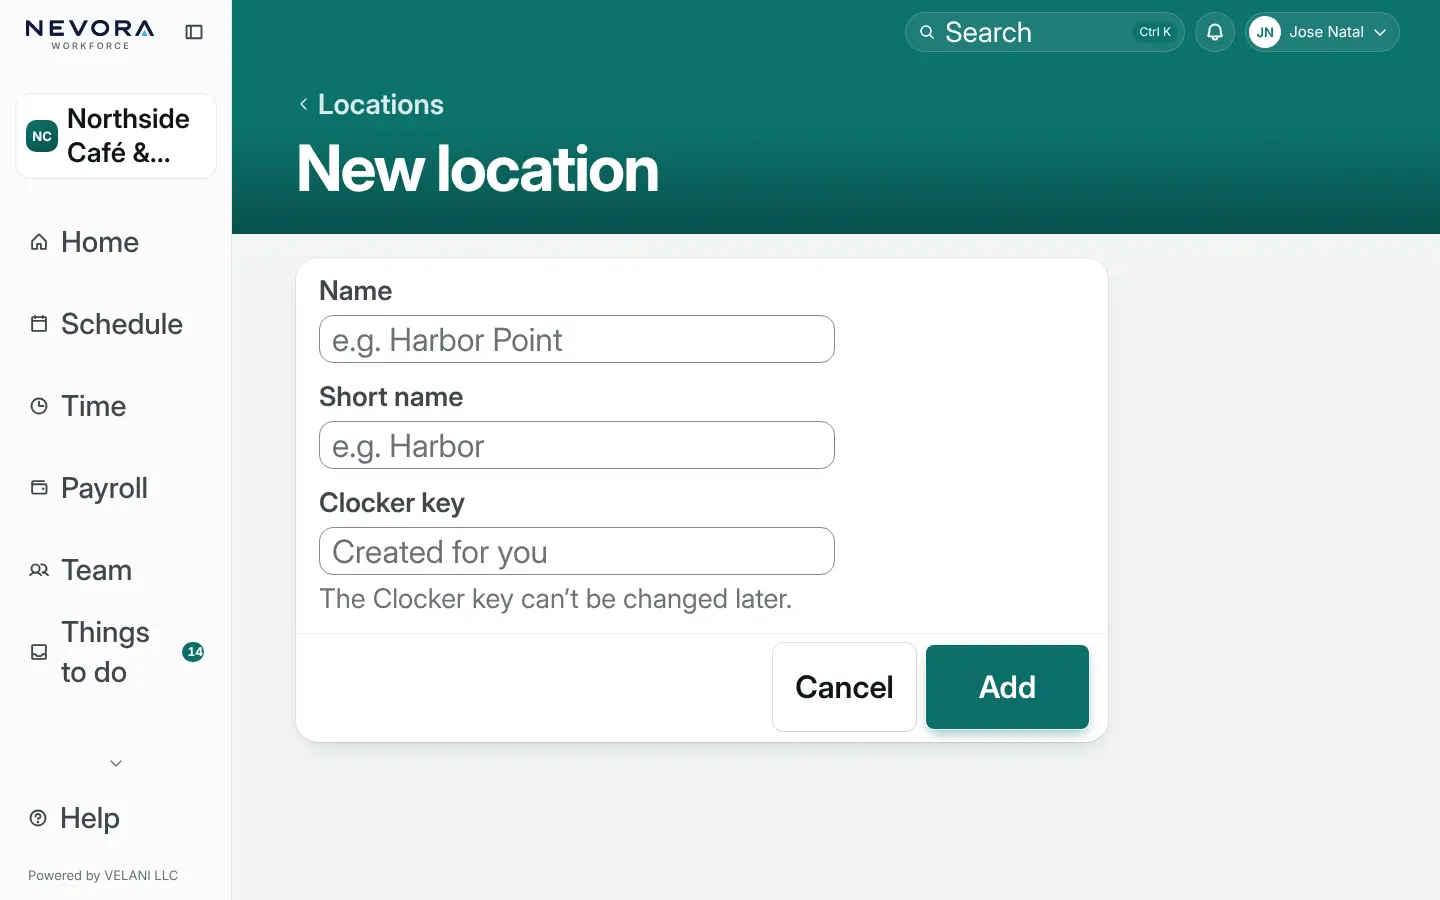 NEVORA
WORKFORCE
NC
Northside
Café &...
Home
Schedule
Time
Payroll
Team
Things
to do
14
Help
Powered by VELANI LLC
Search
Ctrl K
JN
Jose Natal
Locations
New location
Name
e.g. Harbor Point
Short name
e.g. Harbor
Clocker key
Created for you
The Clocker key can’t be changed later.
Cancel
Add